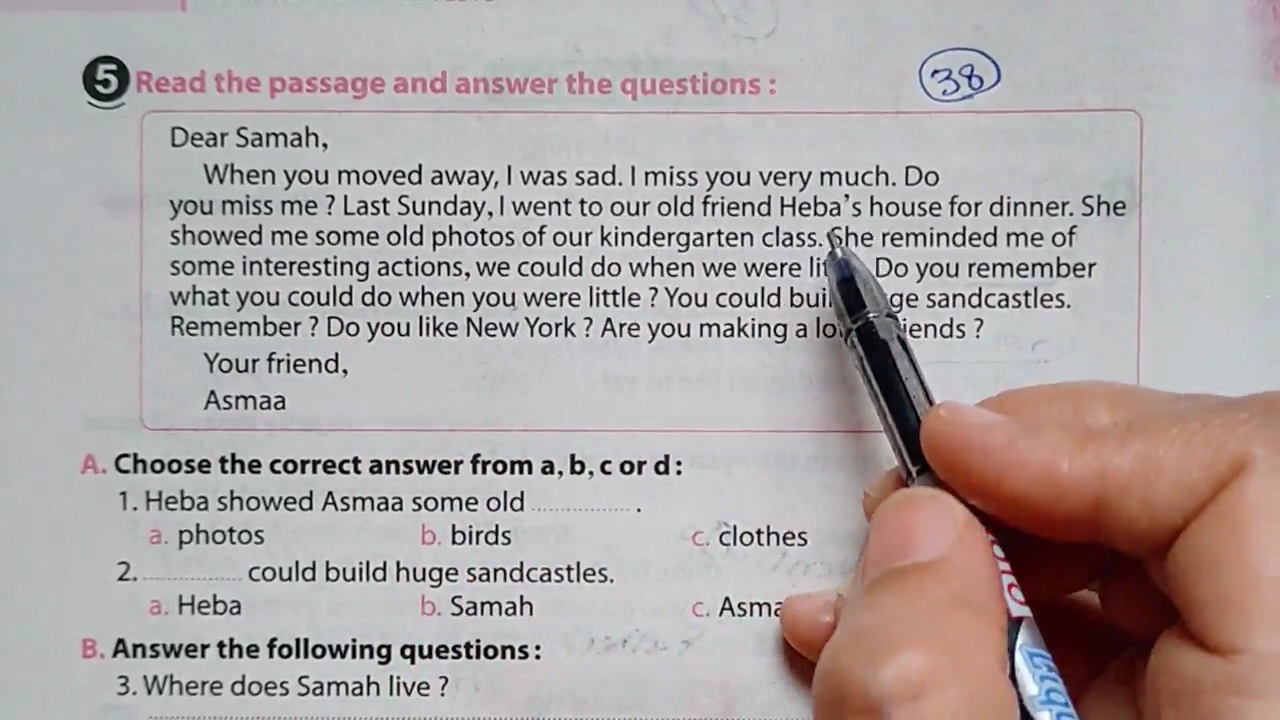 5 Read the passage and answer the questions : 38
Dear Samah,
When you moved away, I was sad. I miss you very much. Do
you miss me ? Last Sunday, I went to our old friend Heba's house for dinner. She
showed me some old photos of our kindergarten class. She reminded me of
some interesting actions, we could do when we were Do you remember
what you could do when you were little ? You could sandcastles.
Remember ? Do you like New York ? Are you making a ?
Your friend,
Asmaa
A. Choose the correct answer from a, b, c or d :
1. Heba showed Asmaa some old ............... .
a. photos b. birds c. clothes
2. ............... could build huge sandcastles.
a. Heba b. Samah c.
B. Answer the following questions :
3. Where does Samah live ?